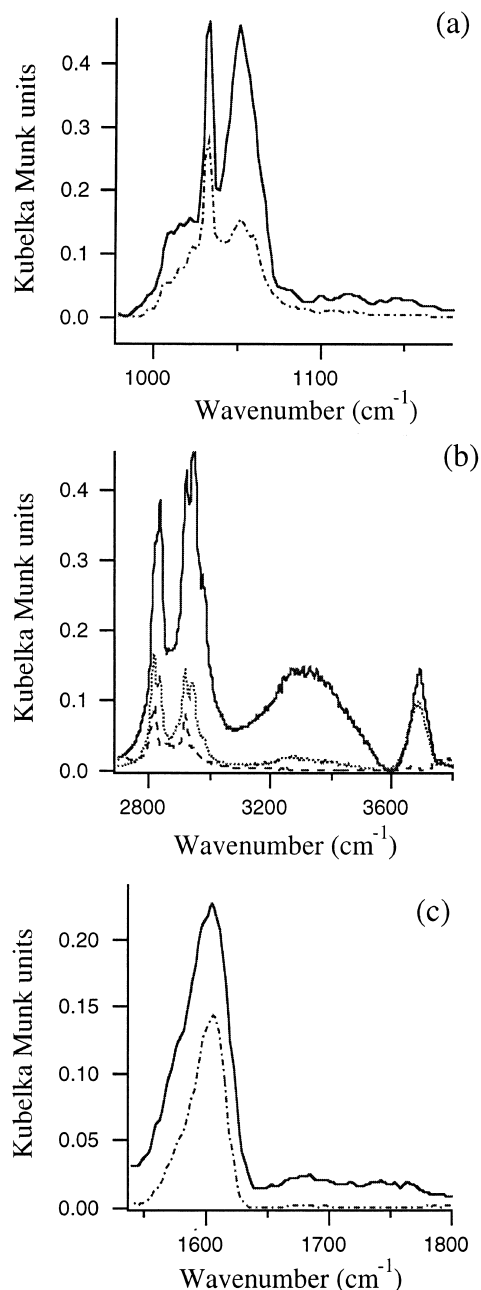 (a)
Kubelka Munk units
0.4
0.3
0.2
0.1
0.0
1000 1100
Wavenumber (cm-1)
(b)
Kubelka Munk units
0.4
0.3
0.2
0.1
0.0
2800 3200 3600
Wavenumber (cm-1)
(c)
Kubelka Munk units
0.20
0.15
0.10
0.05
0.00
1600 1700 1800
Wavenumber (cm-1)